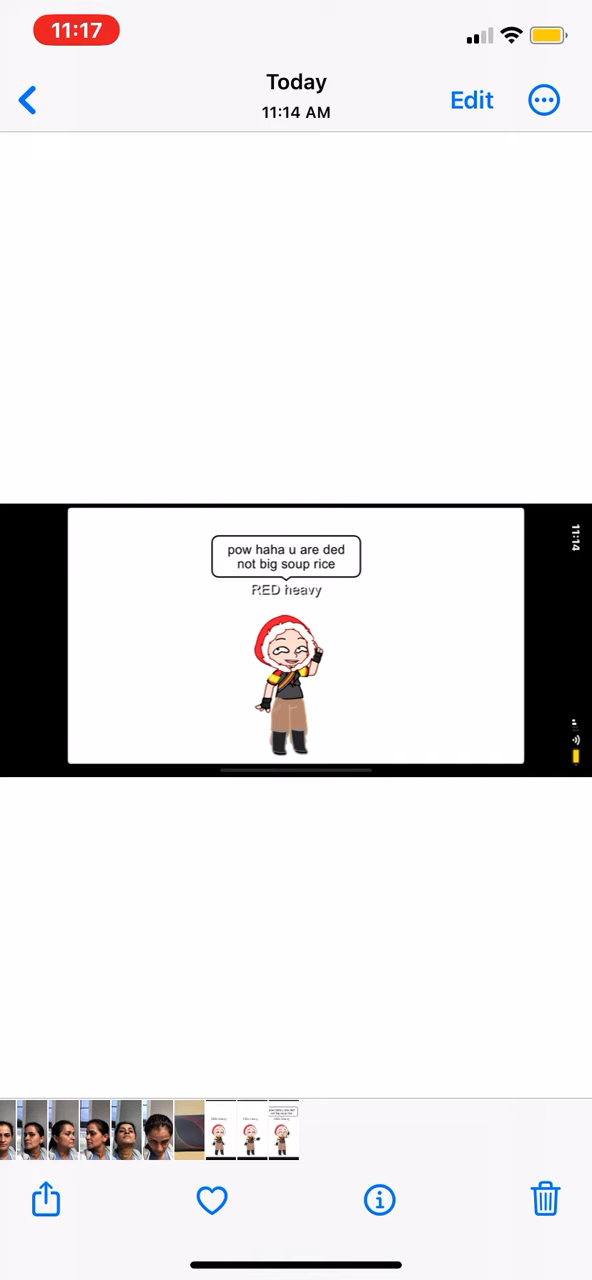 11:17
Today
11:14 AM
Edit
pow haha u are ded
not big soup rice
RED heavy
11:14